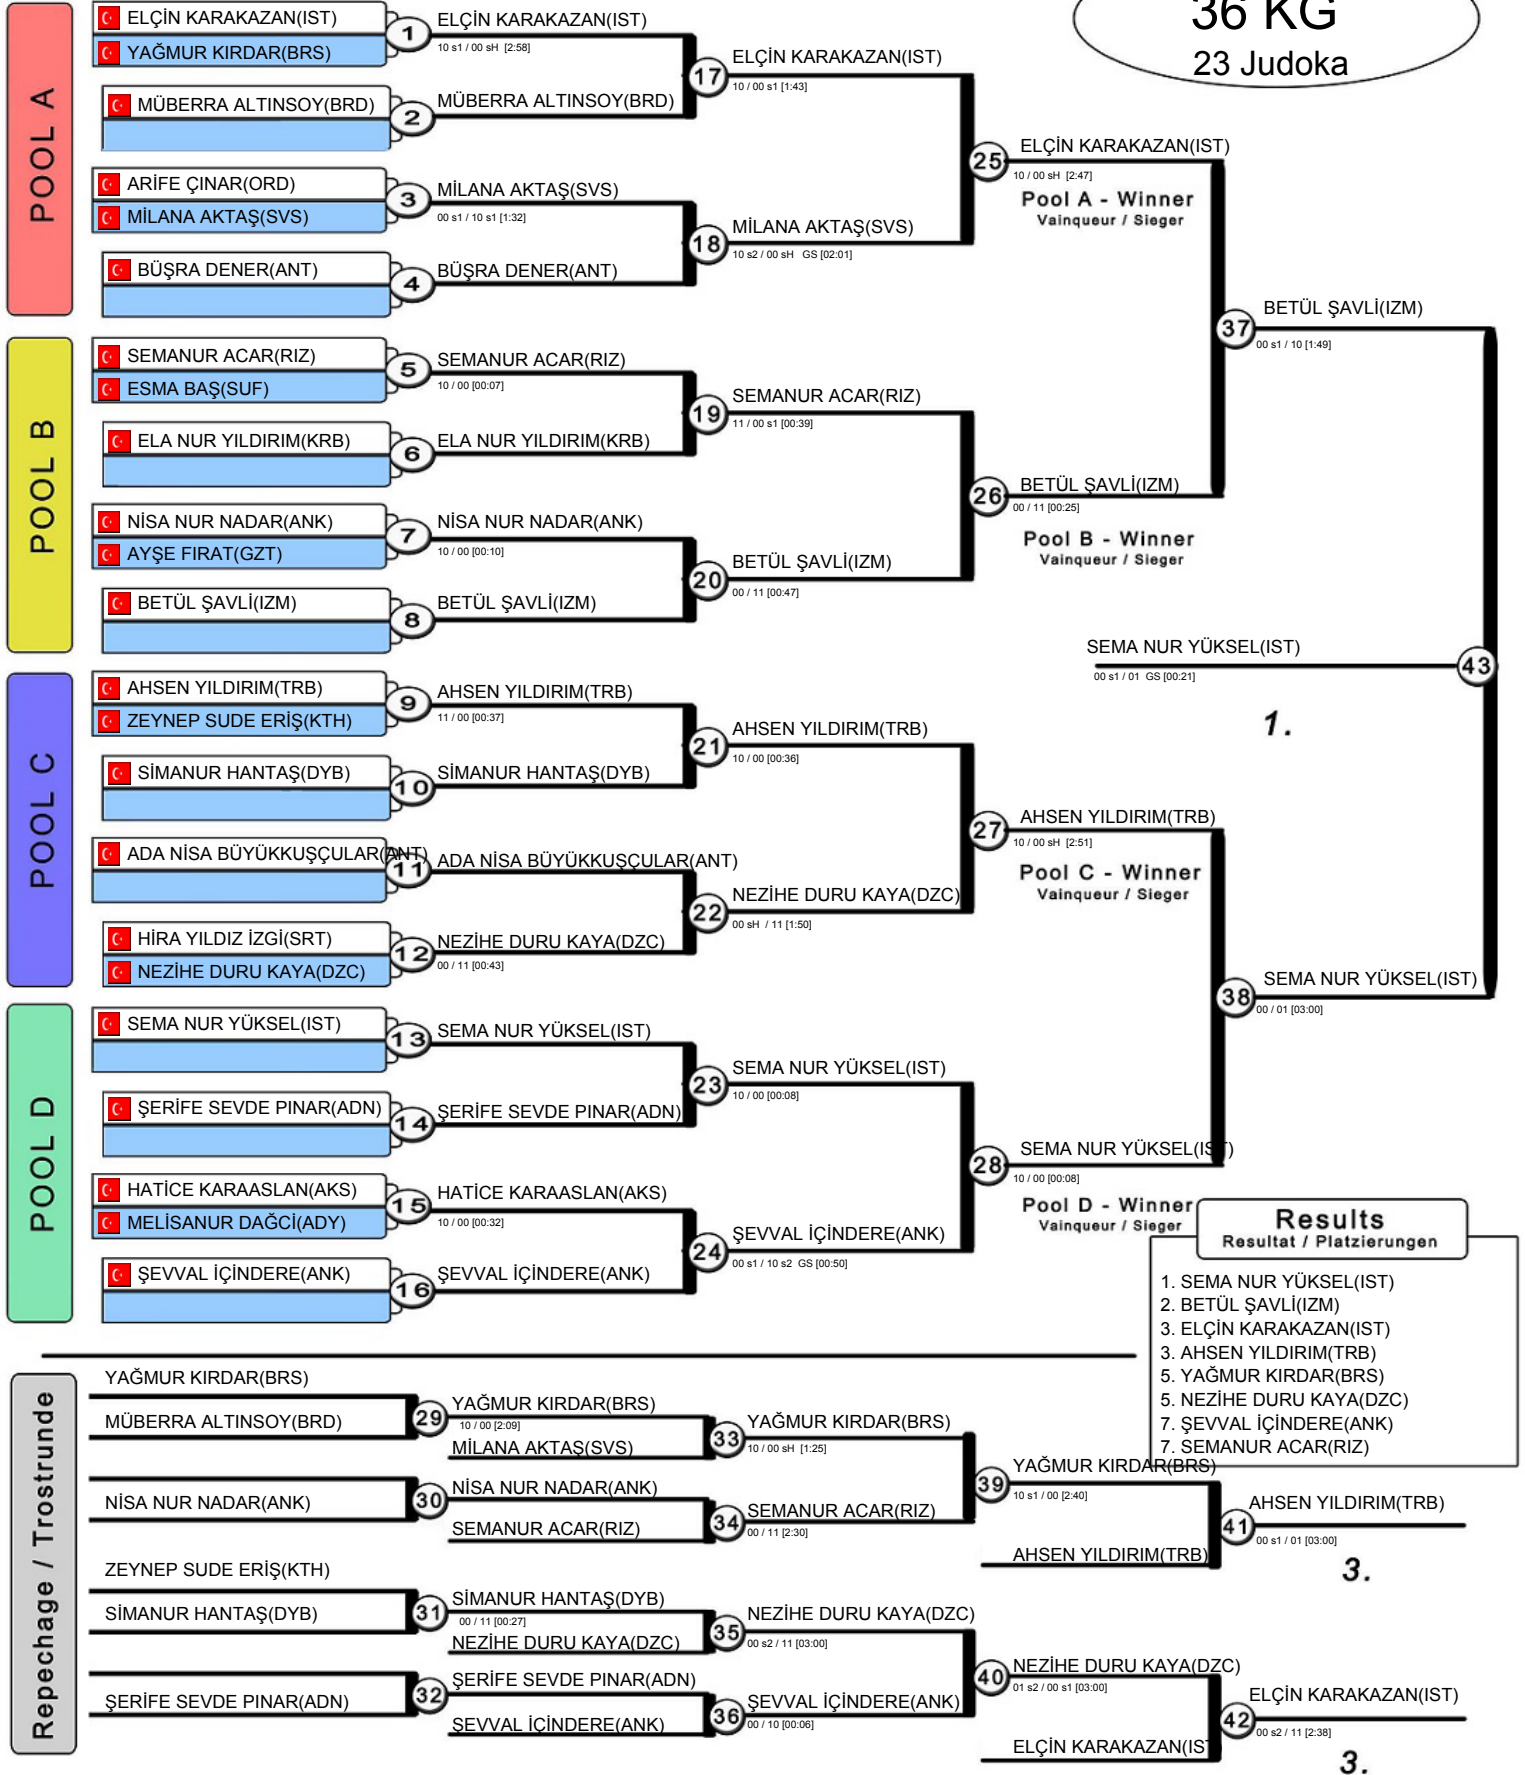 36 KG
23 Judoka
POOL A
ELÇİN KARAKAZAN(IST)
YAĞMUR KIRDAR(BRS)
1
ELÇİN KARAKAZAN(IST)
10 s1 / 00 sH [2:58]
MÜBERRA ALTINSOY(BRD)
2
MÜBERRA ALTINSOY(BRD)
17
ELÇİN KARAKAZAN(IST)
10 / 00 s1 [1:43]
ARİFE ÇINAR(ORD)
MİLANA AKTAŞ(SVS)
3
MİLANA AKTAŞ(SVS)
00 s1 / 10 s1 [1:32]
BÜŞRA DENER(ANT)
4
BÜŞRA DENER(ANT)
18
MİLANA AKTAŞ(SVS)
10 s2 / 00 sH GS [02:01]
25
ELÇİN KARAKAZAN(IST)
10 / 00 sH [2:47]
Pool A - Winner
Vainqueur / Sieger
POOL B
SEMANUR ACAR(RIZ)
ESMA BAŞ(SUF)
5
SEMANUR ACAR(RIZ)
10 / 00 [00:07]
ELA NUR YILDIRIM(KRB)
6
ELA NUR YILDIRIM(KRB)
19
SEMANUR ACAR(RIZ)
11 / 00 s1 [00:39]
NİSA NUR NADAR(ANK)
AYŞE FIRAT(GZT)
7
NİSA NUR NADAR(ANK)
10 / 00 [00:10]
BETÜL ŞAVLİ(IZM)
8
BETÜL ŞAVLİ(IZM)
20
BETÜL ŞAVLİ(IZM)
00 / 11 [00:47]
26
BETÜL ŞAVLİ(IZM)
00 / 11 [00:25]
Pool B - Winner
Vainqueur / Sieger
37
BETÜL ŞAVLİ(IZM)
00 s1 / 10 [1:49]
SEMA NUR YÜKSEL(IST)
00 s1 / 01 GS [00:21]
43
1.
POOL C
AHSEN YILDIRIM(TRB)
ZEYNEP SUDE ERİŞ(KTH)
9
AHSEN YILDIRIM(TRB)
11 / 00 [00:37]
SİMANUR HANTAŞ(DYB)
10
SİMANUR HANTAŞ(DYB)
21
AHSEN YILDIRIM(TRB)
10 / 00 [00:36]
ADA NİSA BÜYÜKKUŞÇULAR(ANT)
11
ADA NİSA BÜYÜKKUŞÇULAR(ANT)
HİRA YILDIZ İZGİ(SRT)
NEZİHE DURU KAYA(DZC)
12
NEZİHE DURU KAYA(DZC)
00 / 11 [00:43]
22
NEZİHE DURU KAYA(DZC)
00 sH / 11 [1:50]
27
AHSEN YILDIRIM(TRB)
10 / 00 sH [2:51]
Pool C - Winner
Vainqueur / Sieger
POOL D
SEMA NUR YÜKSEL(IST)
13
SEMA NUR YÜKSEL(IST)
ŞERİFE SEVDE PINAR(ADN)
14
ŞERİFE SEVDE PINAR(ADN)
23
SEMA NUR YÜKSEL(IST)
10 / 00 [00:08]
HATİCE KARAASLAN(AKS)
MELİSANUR DAĞCİ(ADY)
15
HATİCE KARAASLAN(AKS)
10 / 00 [00:32]
ŞEVVAL İÇİNDERE(ANK)
16
ŞEVVAL İÇİNDERE(ANK)
24
ŞEVVAL İÇİNDERE(ANK)
00 s1 / 10 s2 GS [00:50]
28
SEMA NUR YÜKSEL(IST)
10 / 00 [00:08]
Pool D - Winner
Vainqueur / Sieger
38
SEMA NUR YÜKSEL(IST)
00 / 01 [03:00]
Results
Resultat / Platzierungen
1. SEMA NUR YÜKSEL(IST)
2. BETÜL ŞAVLİ(IZM)
3. ELÇİN KARAKAZAN(IST)
3. AHSEN YILDIRIM(TRB)
5. YAĞMUR KIRDAR(BRS)
5. NEZİHE DURU KAYA(DZC)
7. ŞEVVAL İÇİNDERE(ANK)
7. SEMANUR ACAR(RIZ)
Repechage / Trostrunde
YAĞMUR KIRDAR(BRS)
MÜBERRA ALTINSOY(BRD)
29
YAĞMUR KIRDAR(BRS)
10 / 00 [2:09]
MİLANA AKTAŞ(SVS)
33
YAĞMUR KIRDAR(BRS)
10 / 00 sH [1:25]
NİSA NUR NADAR(ANK)
30
NİSA NUR NADAR(ANK)
SEMANUR ACAR(RIZ)
34
SEMANUR ACAR(RIZ)
00 / 11 [2:30]
39
YAĞMUR KIRDAR(BRS)
10 s1 / 00 [2:40]
AHSEN YILDIRIM(TRB)
41
AHSEN YILDIRIM(TRB)
00 s1 / 01 [03:00]
3.
ZEYNEP SUDE ERİŞ(KTH)
SİMANUR HANTAŞ(DYB)
31
SİMANUR HANTAŞ(DYB)
00 / 11 [00:27]
NEZİHE DURU KAYA(DZC)
35
NEZİHE DURU KAYA(DZC)
00 s2 / 11 [03:00]
ŞERİFE SEVDE PINAR(ADN)
32
ŞERİFE SEVDE PINAR(ADN)
ŞEVVAL İÇİNDERE(ANK)
36
ŞEVVAL İÇİNDERE(ANK)
00 / 10 [00:06]
40
NEZİHE DURU KAYA(DZC)
01 s2 / 00 s1 [03:00]
ELÇİN KARAKAZAN(IST
42
ELÇİN KARAKAZAN(IST)
00 s2 / 11 [2:38]
3.